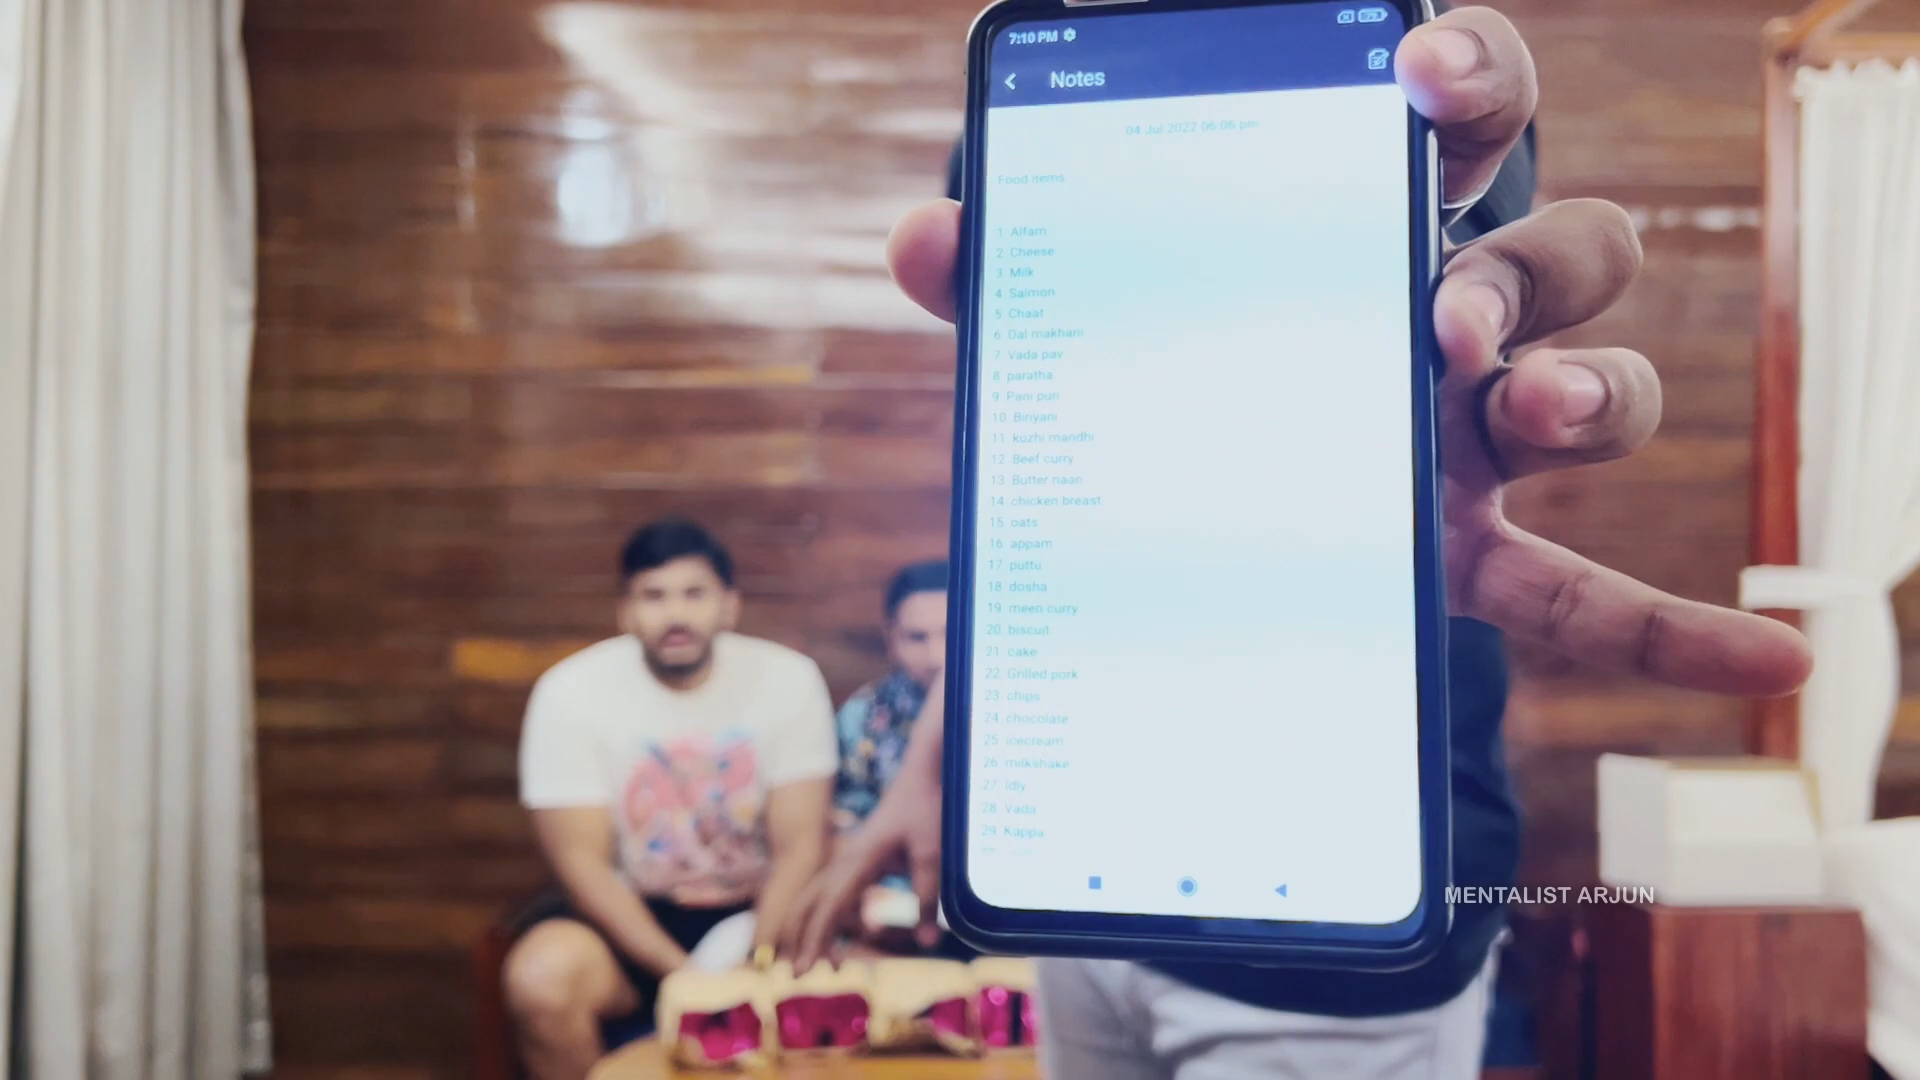 7:10 PM
Notes
04 Jul 2022 06:06 pm
Food items
1 Alfam
2 Cheese
3 Milk
4 Salmon
5 Chaat
6 Dal makhani
7 Vada pav
8 paratha
9 Pani puri
10 Biriyani
11 kuzhi mandhi
12 Beef curry
13 Butter naan
14 chicken breast
15 oats
16 appam
17 puttu
18 dosha
19 meen curry
20 biscuit
21 cake
22 Grilled pork
23 chips
24 chocolate
25 icecream
26 milkshake
27 idly
28 Vada
29 Kappa
MENTALIST ARJUN